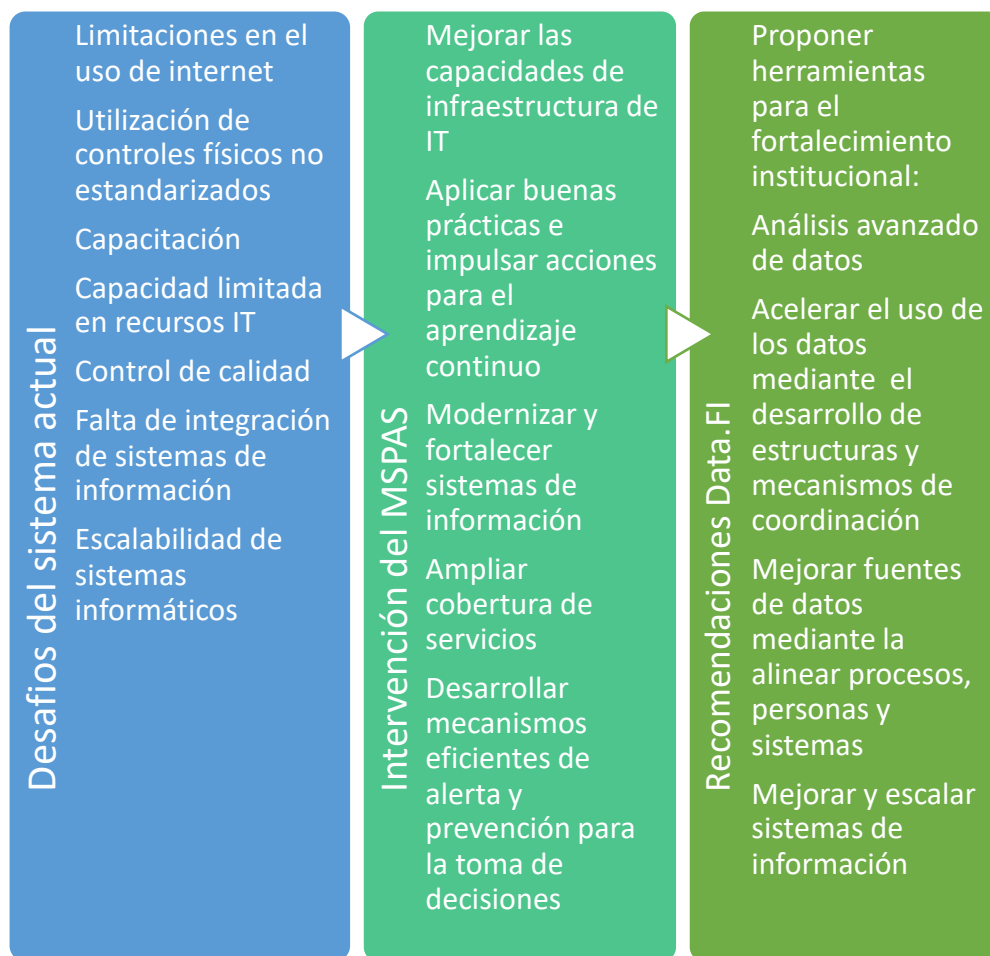 Desafios del sistema actual
Limitaciones en el
uso de internet
Utilización de
controles físicos no
estandarizados
Capacitación
Capacidad limitada
en recursos IT
Control de calidad
Falta de integración
de sistemas de
información
Escalabilidad de
sistemas
informáticos
Intervención del MSPAS
Mejorar las
capacidades de
infraestructura de
IT
Aplicar buenas
prácticas e
impulsar acciones
para el
aprendizaje
continuo
Modernizar y
fortalecer
sistemas de
información
Ampliar
cobertura de
servicios
Desarrollar
mecanismos
eficientes de
alerta y
prevención para
la toma de
decisiones
Recomendaciones Data.FI
Proponer
herramientas
para el
fortalecimiento
institucional:
Análisis avanzado
de datos
Acelerar el uso de
los datos
mediante el
desarrollo de
estructuras y
mecanismos de
coordinación
Mejorar fuentes
de datos
mediante la
alinear procesos,
personas y
sistemas
Mejorar y escalar
sistemas de
información